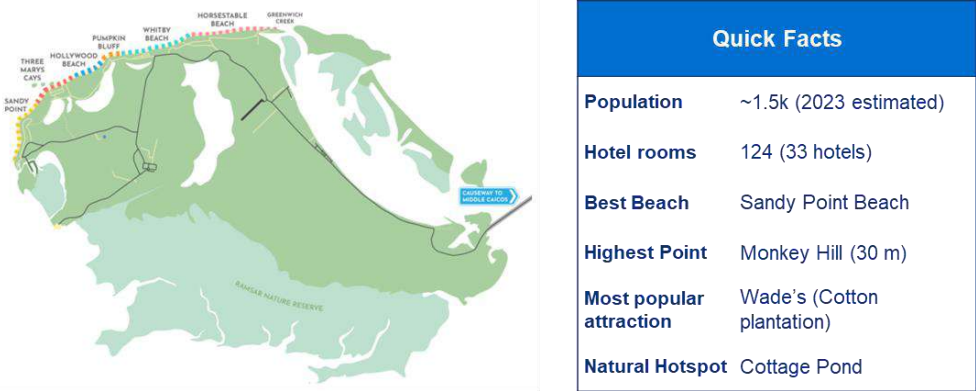 HORSESTABLE
BEACH
GREENWICH
CREEK
WHITBY
BEACH
PUMPKIN
BLUFF
HOLLYWOOD
BEACH
THREE
MARYS
CAYS
SANDY
POINT
CAUSEWAY TO
MIDDLE CAICOS
RAMSAR NATURE RESERVE
Quick Facts
Population ~1.5k (2023 estimated)
Hotel rooms 124 (33 hotels)
Best Beach Sandy Point Beach
Highest Point Monkey Hill (30 m)
Most popular Wade’s (Cotton
attraction plantation)
Natural Hotspot Cottage Pond